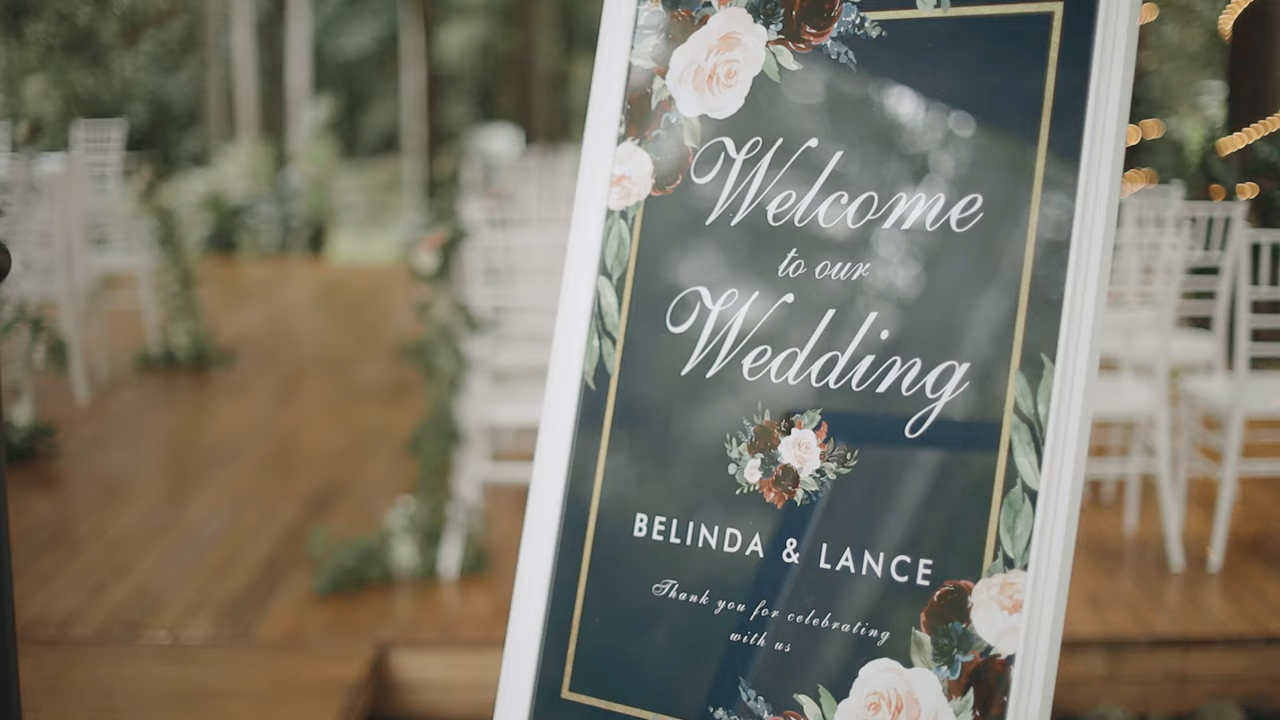 Welcome
to our
Wedding
BELINDA & LANCE
Thank you for celebrating
with us